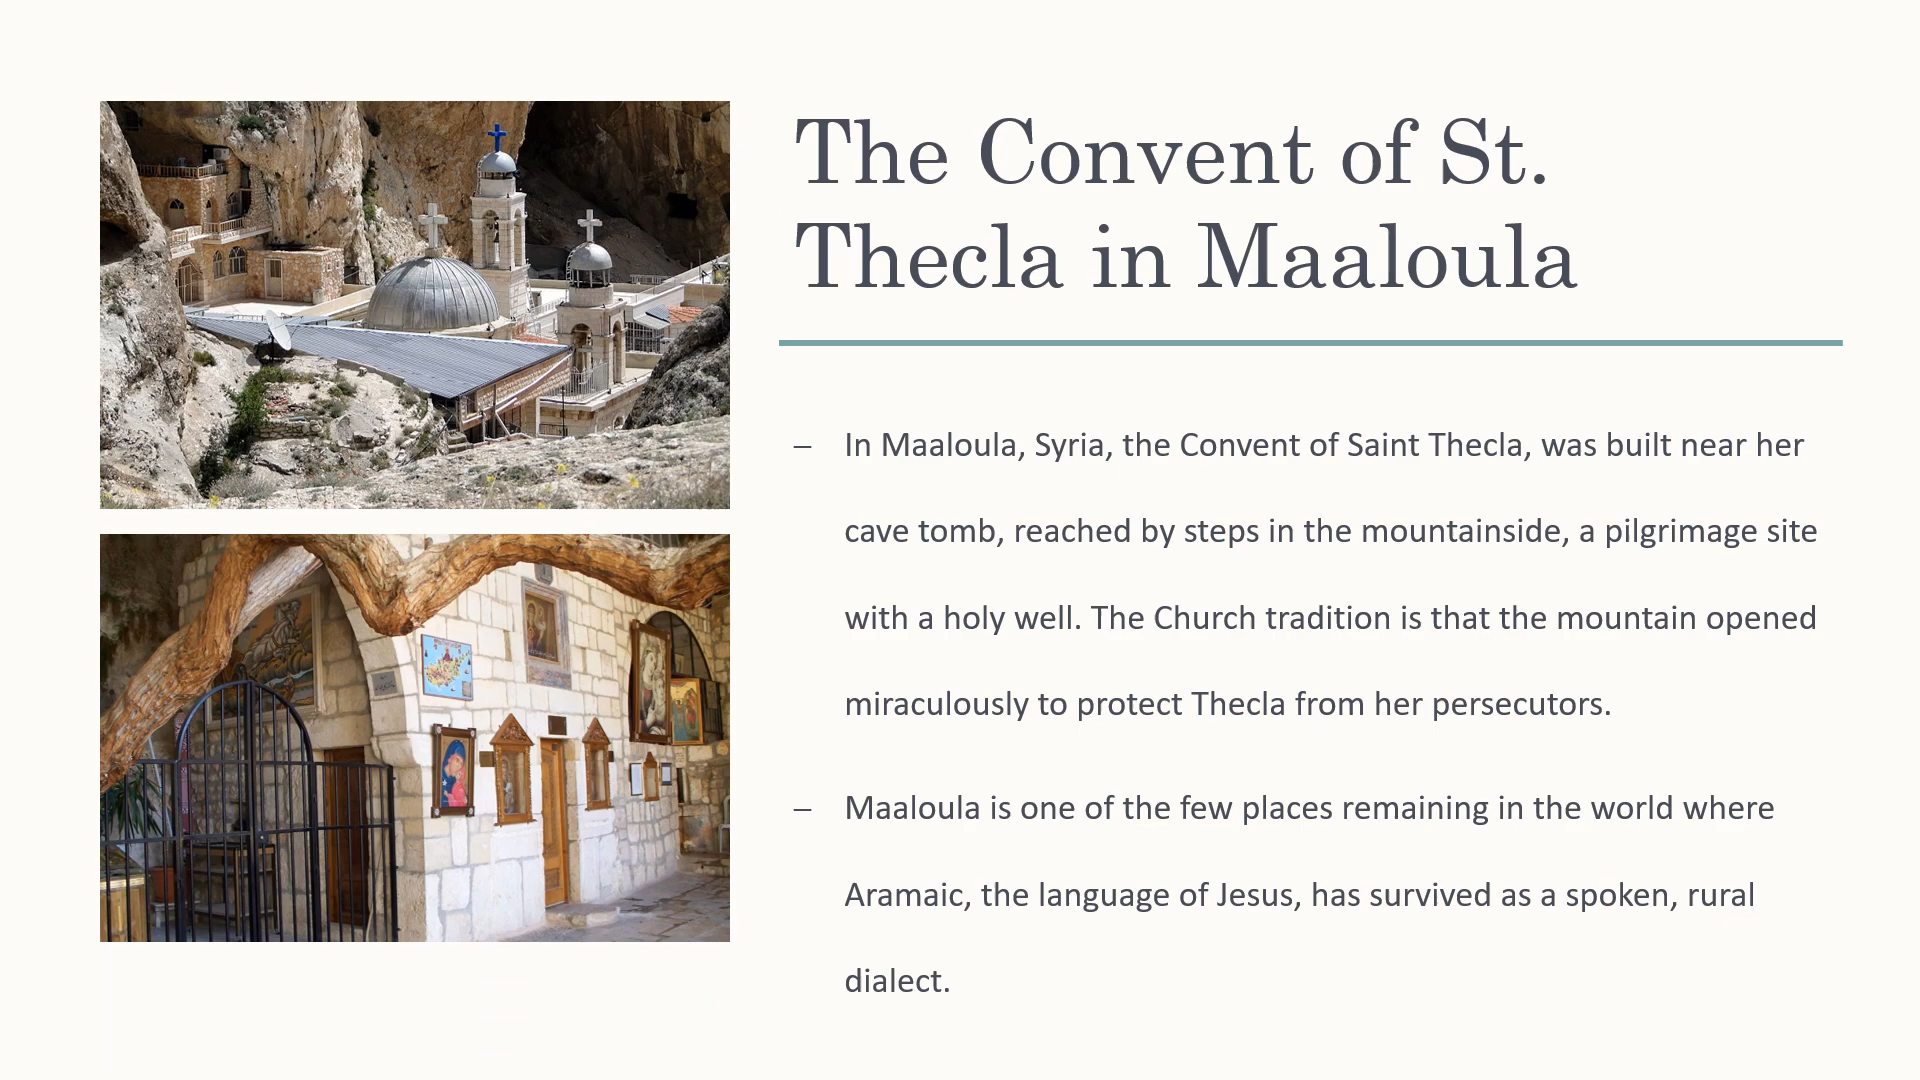 The Convent of St.
Thecla in Maaloula
– In Maaloula, Syria, the Convent of Saint Thecla, was built near her
cave tomb, reached by steps in the mountainside, a pilgrimage site
with a holy well. The Church tradition is that the mountain opened
miraculously to protect Thecla from her persecutors.
– Maaloula is one of the few places remaining in the world where
Aramaic, the language of Jesus, has survived as a spoken, rural
dialect.